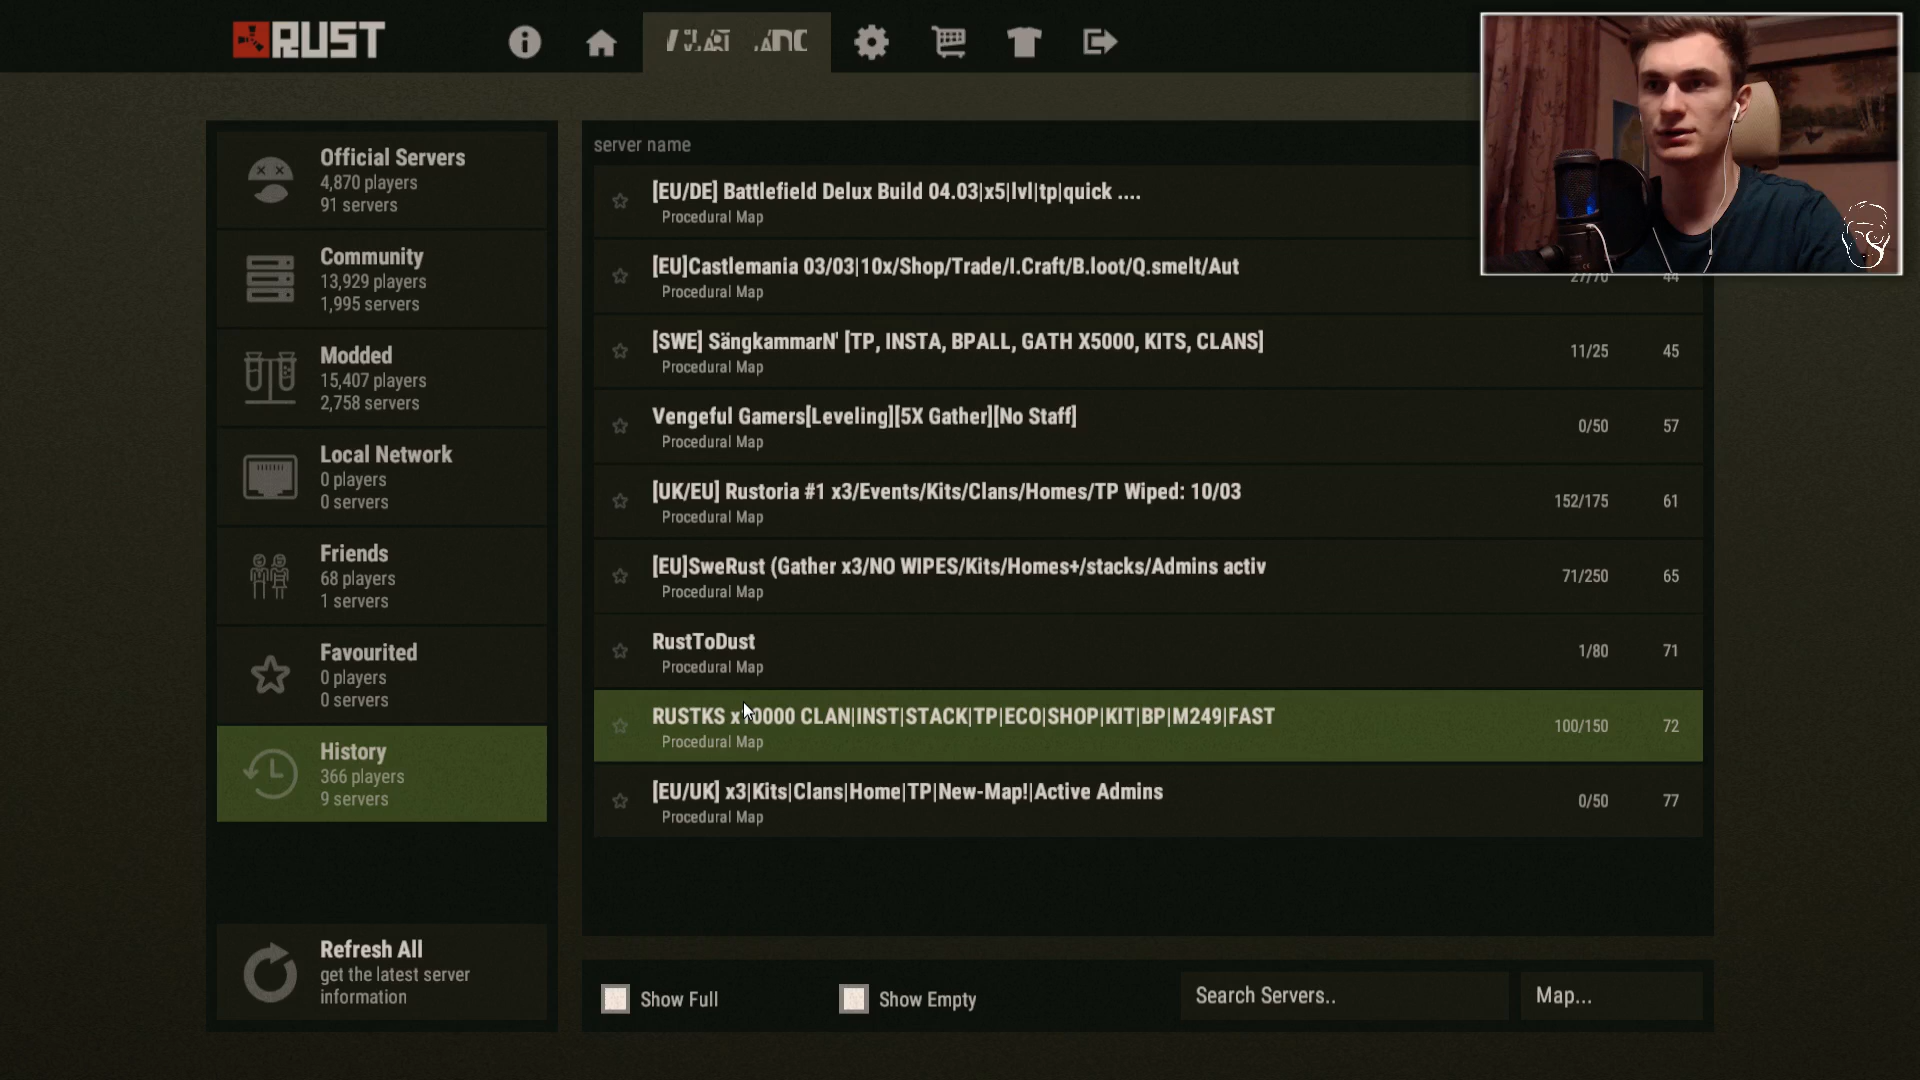 RUST
Official Servers
4,870 players
91 servers
Community
13,929 players
1,995 servers
Modded
15,407 players
2,758 servers
Local Network
0 players
0 servers
Friends
68 players
1 servers
Favourited
0 players
0 servers
History
366 players
9 servers
Refresh All
get the latest server
information
server name
[EU/DE] Battlefield Delux Build 04.03|x5|lvl|tp|quick ....
Procedural Map
[EU]Castlemania 03/03|10x/Shop/Trade/I.Craft/B.loot/Q.smelt/Aut
Procedural Map
27/70 44
[SWE] SängkammarN' [TP, INSTA, BPALL, GATH X5000, KITS, CLANS]
Procedural Map
11/25 45
Vengeful Gamers[Leveling][5X Gather][No Staff]
Procedural Map
0/50 57
[UK/EU] Rustoria #1 x3/Events/Kits/Clans/Homes/TP Wiped: 10/03
Procedural Map
152/175 61
[EU]SweRust (Gather x3/NO WIPES/Kits/Homes+/stacks/Admins activ
Procedural Map
71/250 65
RustToDust
Procedural Map
1/80 71
RUSTKS x10000 CLAN|INST|STACK|TP|ECO|SHOP|KIT|BP|M249|FAST
Procedural Map
100/150 72
[EU/UK] x3|Kits|Clans|Home|TP|New-Map!|Active Admins
Procedural Map
0/50 77
Show Full
Show Empty
Search Servers..
Map...